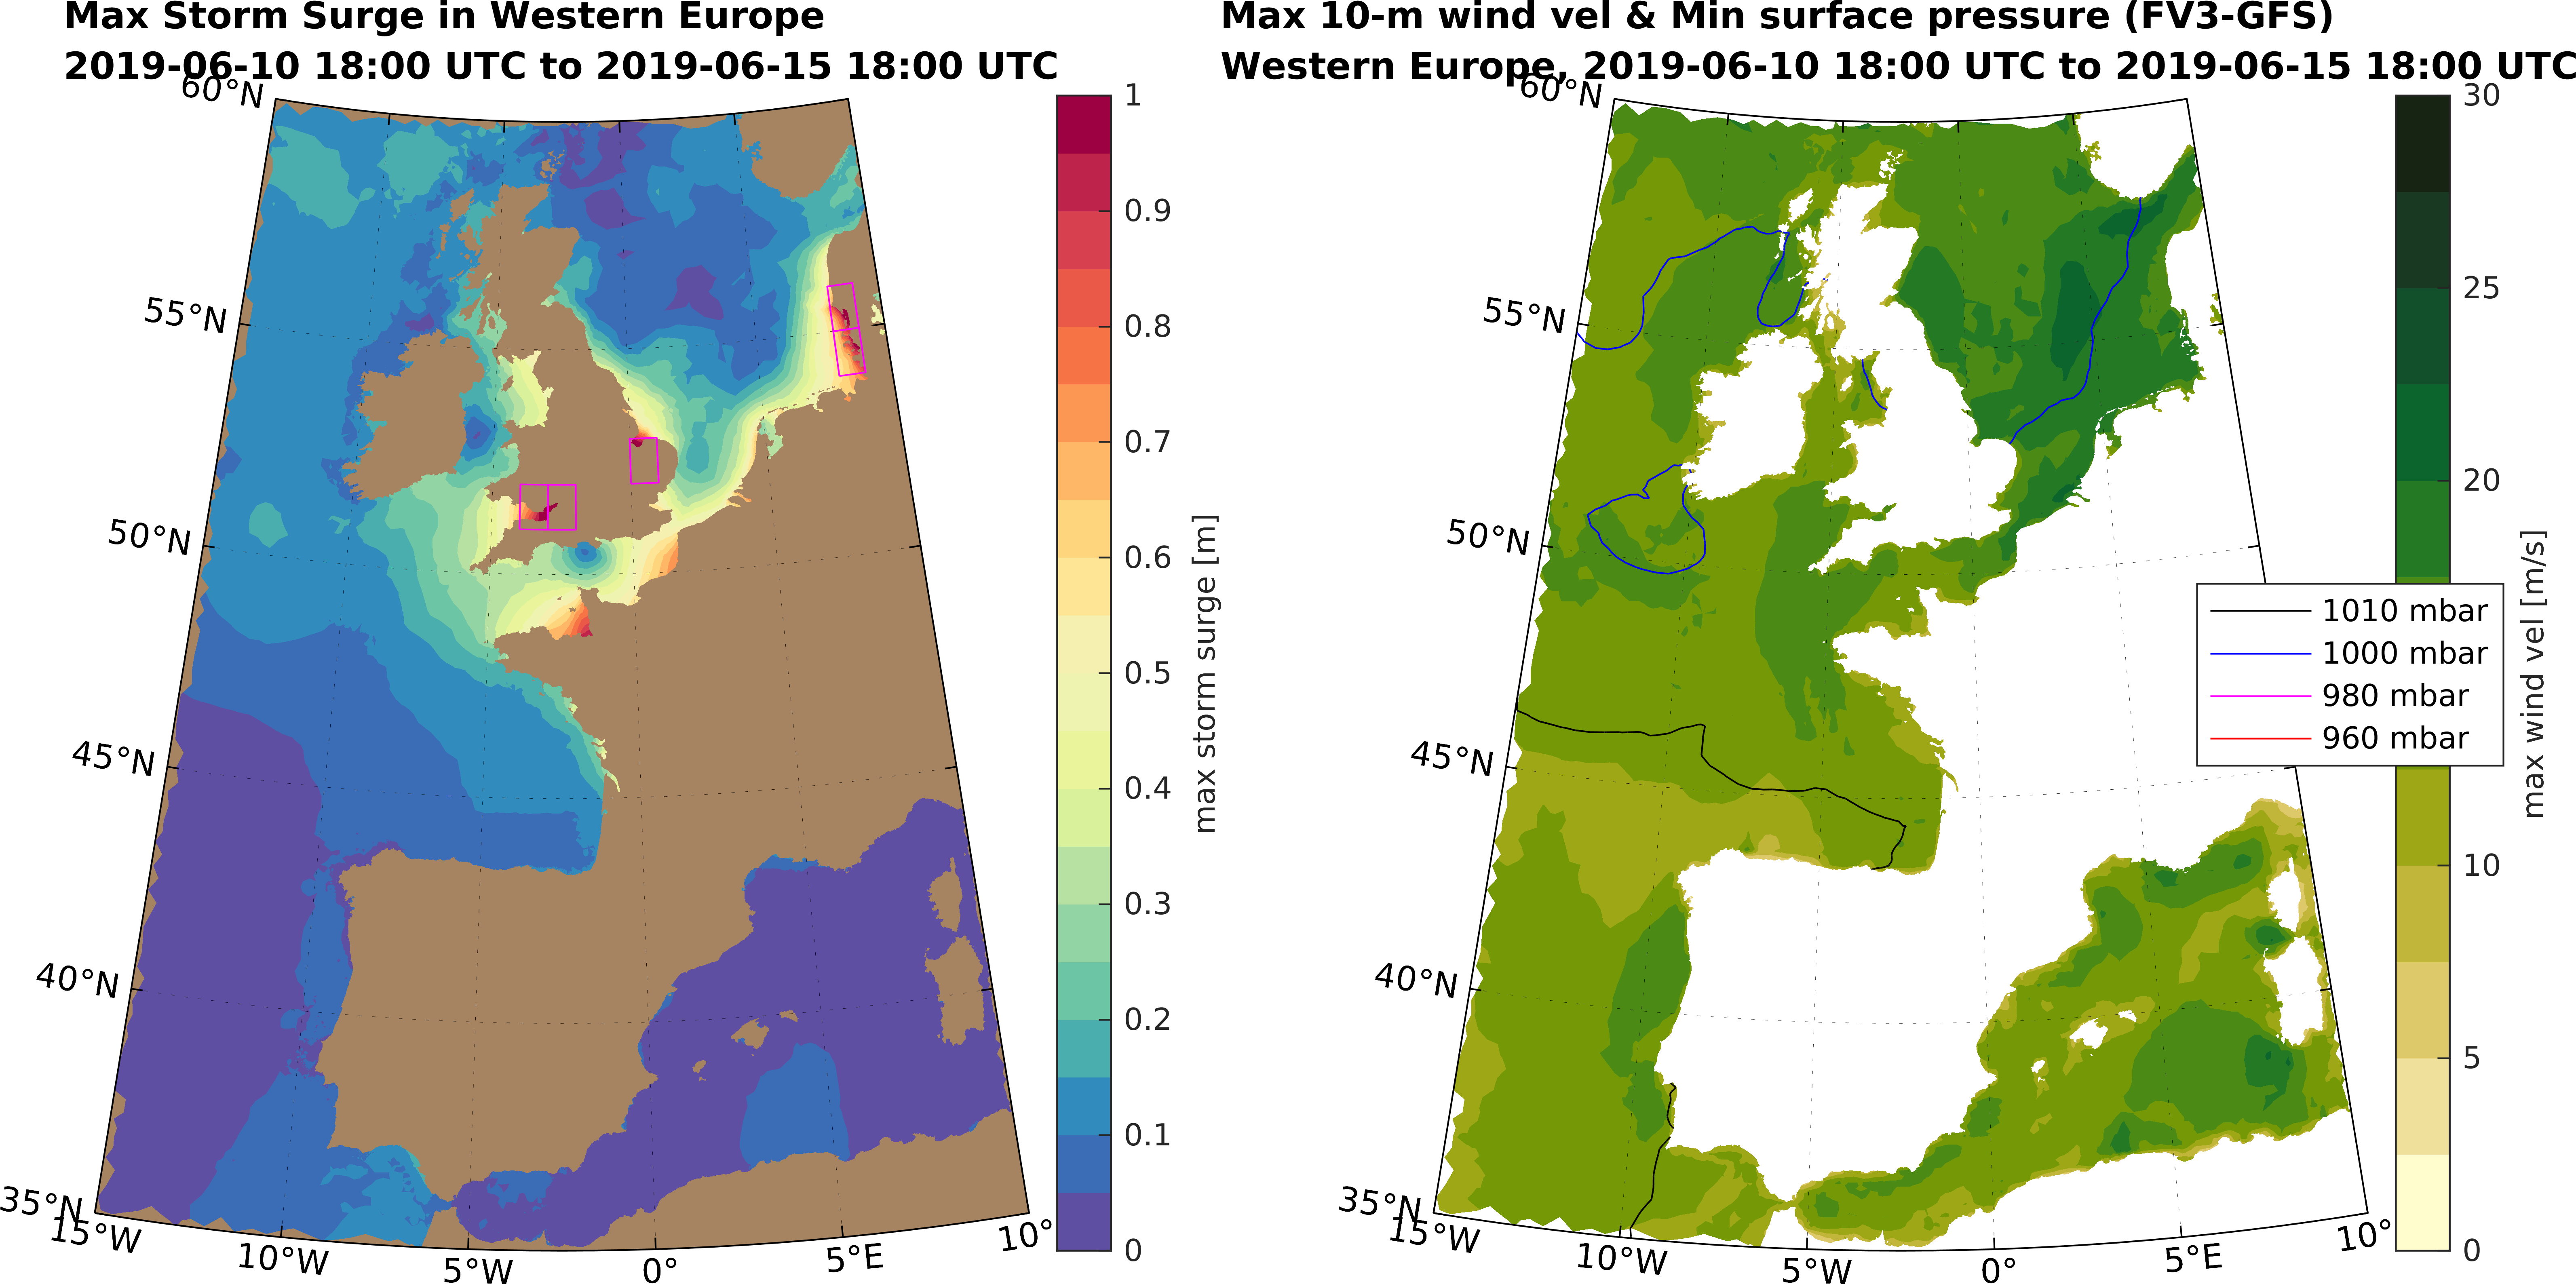 Max Storm Surge in Western Europe
2019-06-10 18:00 UTC to 2019-06-15 18:00 UTC
60°N
55°N
50°N
45°N
40°N
35°N
15°W
10°W
5°W
0°
5°E
10°
1
0.9
0.8
0.7
0.6
0.5
0.4
0.3
0.2
0.1
0
max storm surge [m]
Max 10-m wind vel & Min surface pressure (FV3-GFS)
Western Europe, 2019-06-10 18:00 UTC to 2019-06-15 18:00 UTC
60°N
55°N
50°N
45°N
40°N
35°N
15°W
10°W
5°W
0°
5°E
10°
30
25
20
10
5
0
max wind vel [m/s]
1010 mbar
1000 mbar
980 mbar
960 mbar